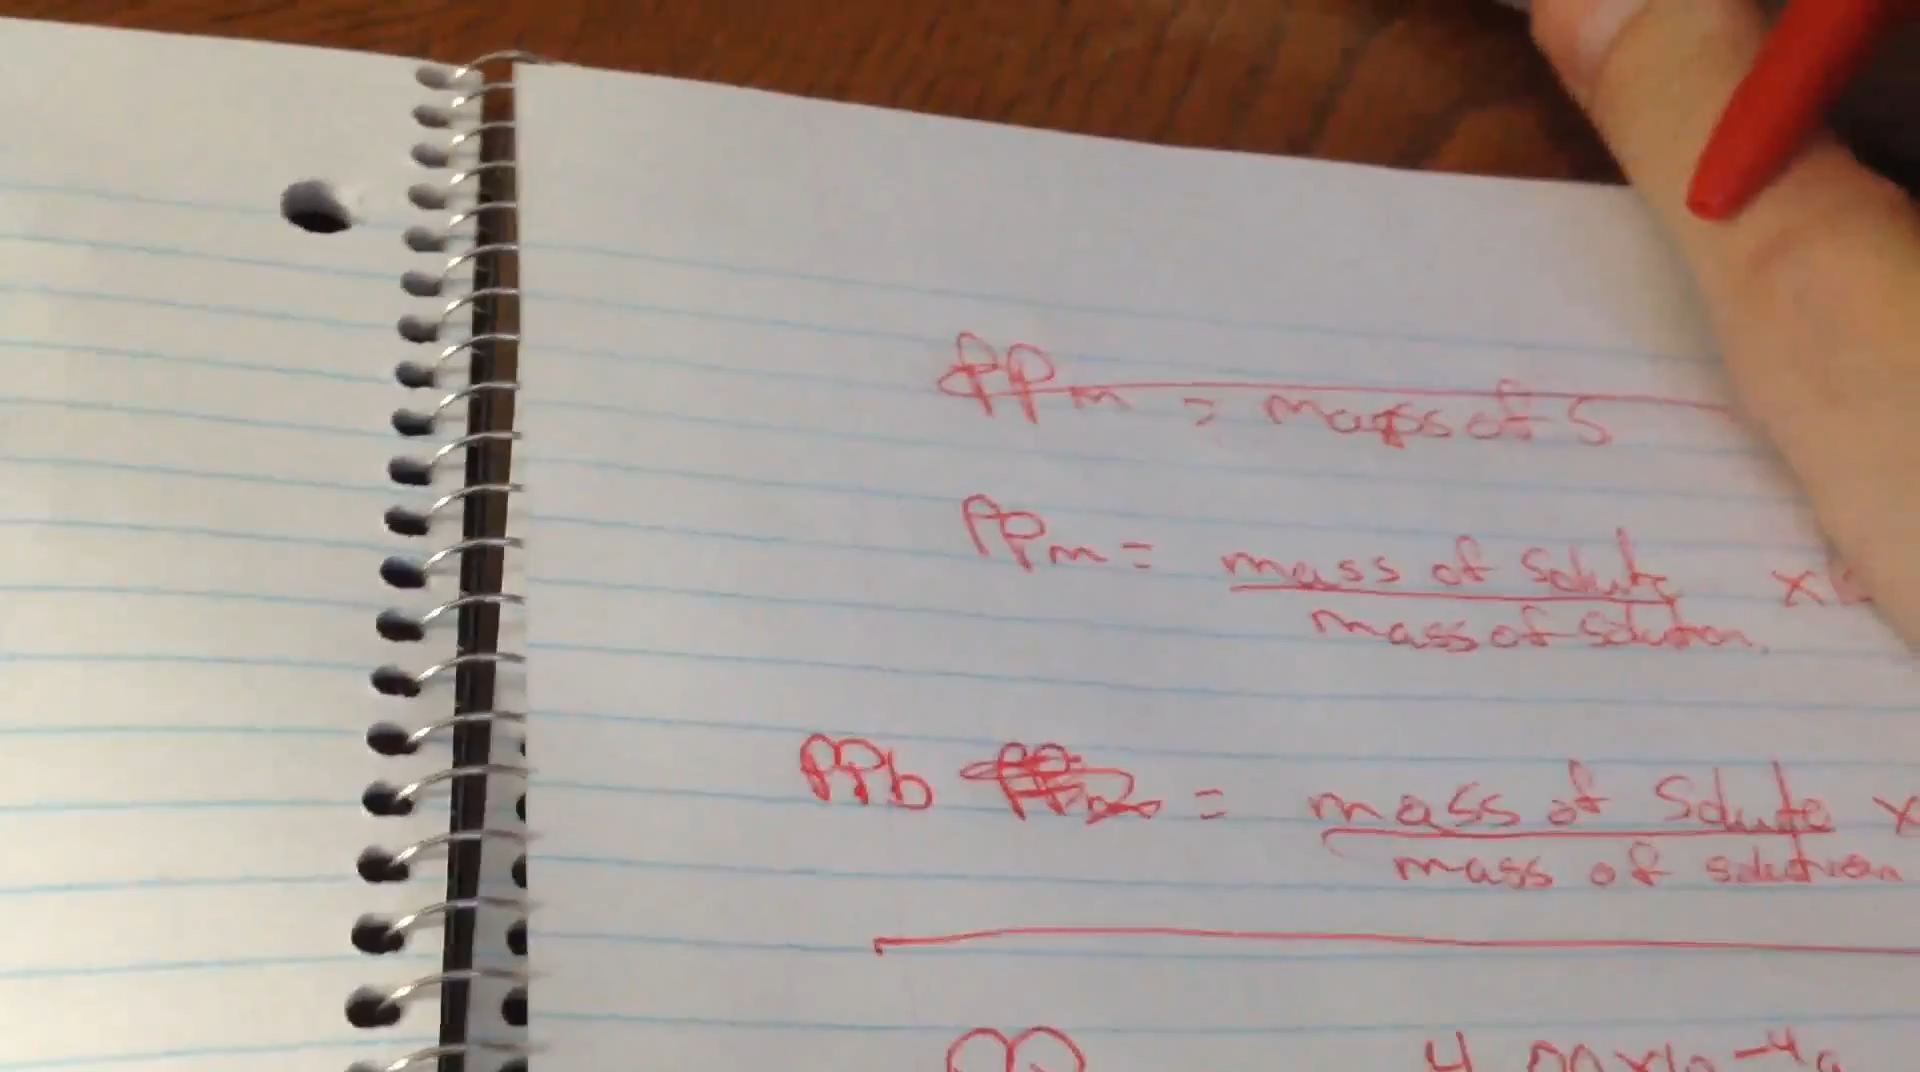 PPm = mass of S
PPm = mass of solute x
mass of solution.
PPb = mass of Solute x
mass of solution